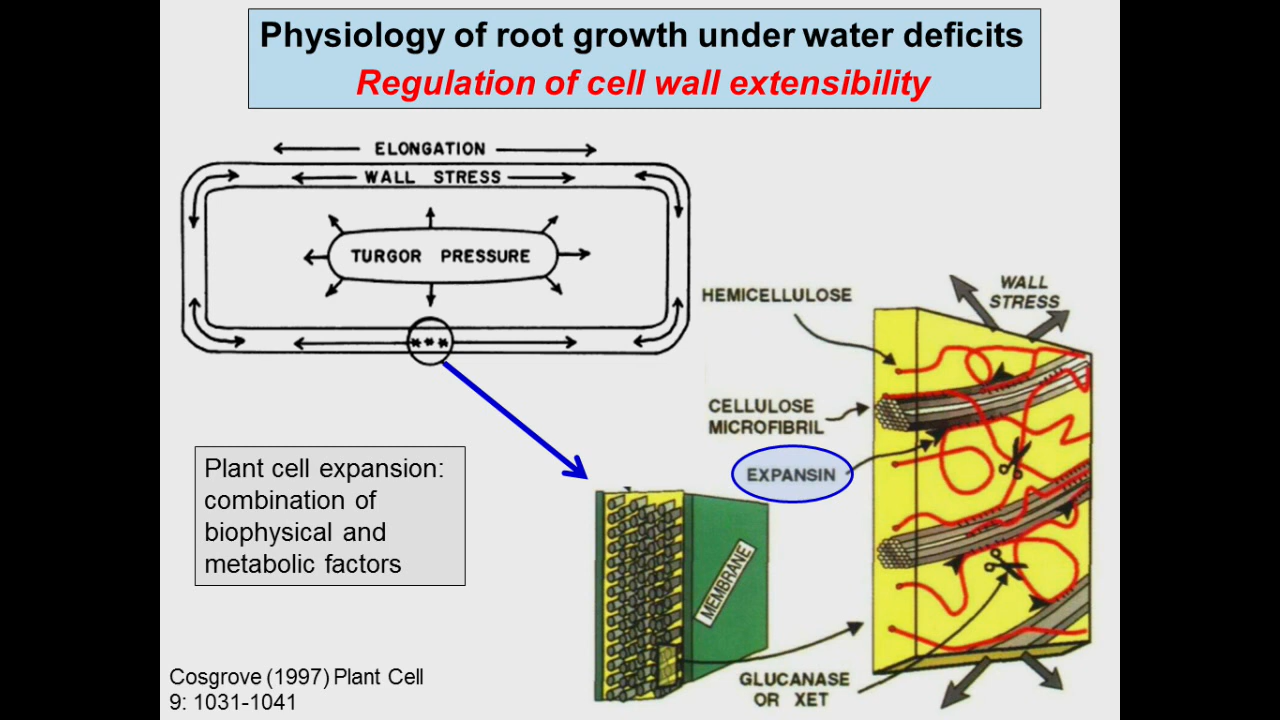 Physiology of root growth under water deficits
Regulation of cell wall extensibility
ELONGATION
WALL STRESS
TURGOR PRESSURE
***
HEMICELLULOSE
WALL
STRESS
CELLULOSE
MICROFIBRIL
EXPANSIN
Plant cell expansion:
combination of
biophysical and
metabolic factors
MEMBRANE
GLUCANASE
OR XET
Cosgrove (1997) Plant Cell
9: 1031-1041